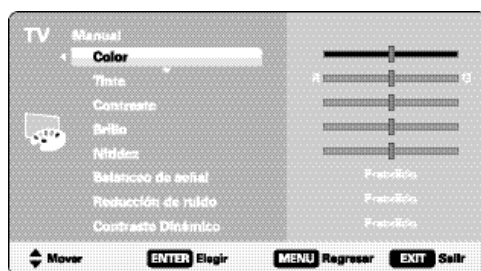 TV Manual
Color
Tinte R G
Contraste
Brillo
Nitidez
Balanceo de señal
Reducción de ruido
Contraste Dinámico
Mover ENTER Elegir MENU Regresar EXIT Salir